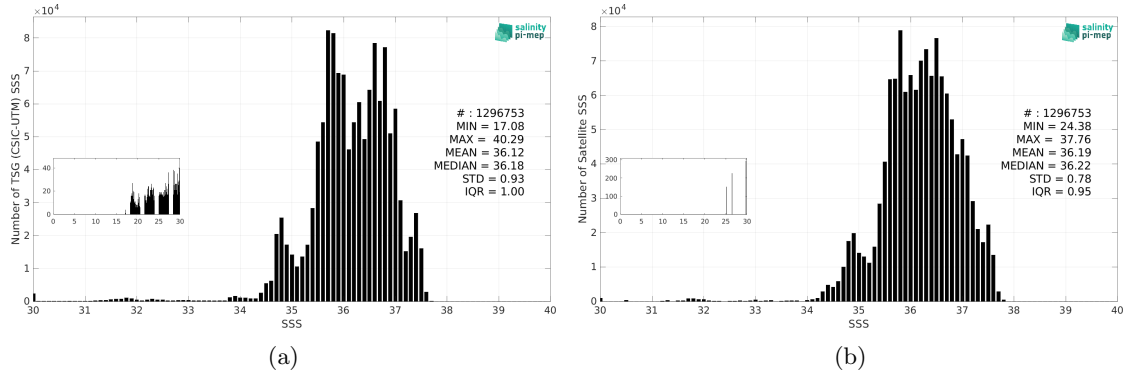 ×10⁴
salinity
pi-mep
9
8
7
6
5
4
3
2
1
0
Number of TSG (CSIC-UTM) SSS
# : 1296753
MIN = 17.08
MAX = 40.29
MEAN = 36.12
MEDIAN = 36.18
STD = 0.93
IQR = 1.00
40
20
0
0 5 10 15 20 25 30
30 31 32 33 34 35 36 37 38 39 40
SSS
(a)
×10⁴
salinity
pi-mep
9
8
7
6
5
4
3
2
1
0
Number of Satellite SSS
# : 1296753
MIN = 24.38
MAX = 37.76
MEAN = 36.19
MEDIAN = 36.22
STD = 0.78
IQR = 0.95
300
200
100
0
0 5 10 15 20 25 30
30 31 32 33 34 35 36 37 38 39 40
SSS
(b)